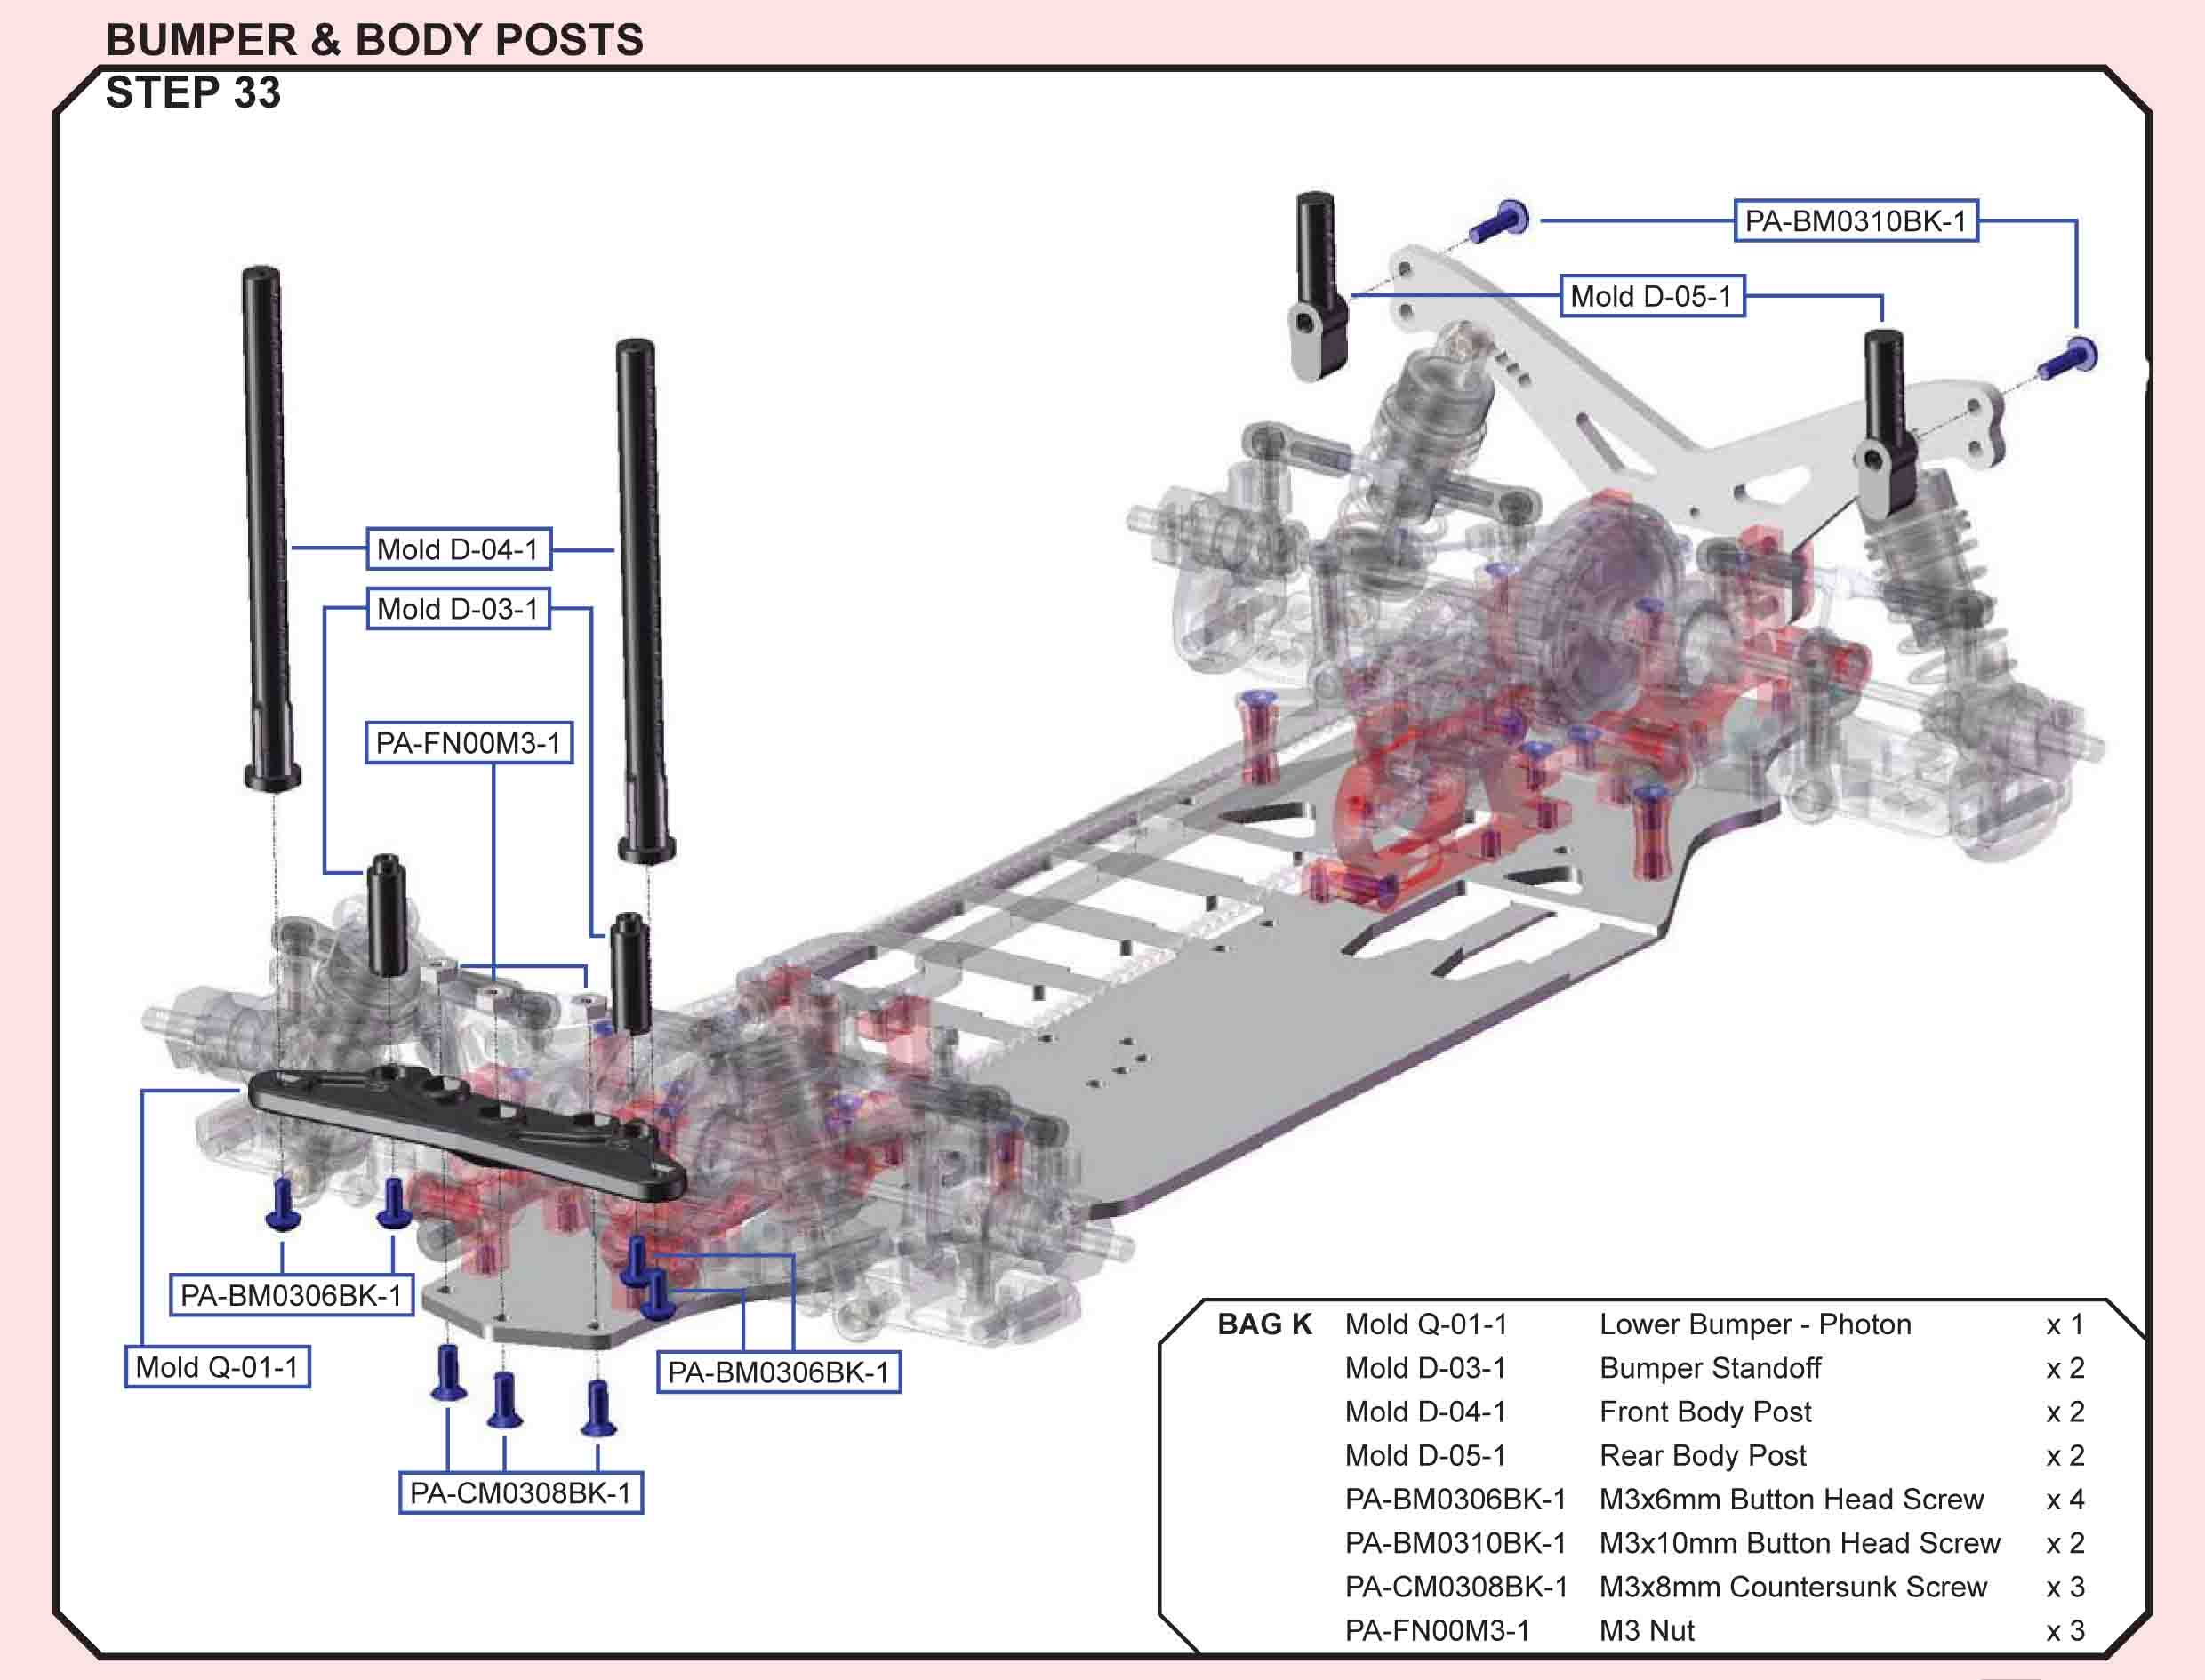 BUMPER & BODY POSTS
STEP 33
PA-BM0310BK-1
Mold D-05-1
Mold D-04-1
Mold D-03-1
PA-FN00M3-1
PA-BM0306BK-1
Mold Q-01-1
PA-BM0306BK-1
PA-CM0308BK-1
BAG K Mold Q-01-1 Lower Bumper - Photon x 1
Mold D-03-1 Bumper Standoff x 2
Mold D-04-1 Front Body Post x 2
Mold D-05-1 Rear Body Post x 2
PA-BM0306BK-1 M3x6mm Button Head Screw x 4
PA-BM0310BK-1 M3x10mm Button Head Screw x 2
PA-CM0308BK-1 M3x8mm Countersunk Screw x 3
PA-FN00M3-1 M3 Nut x 3